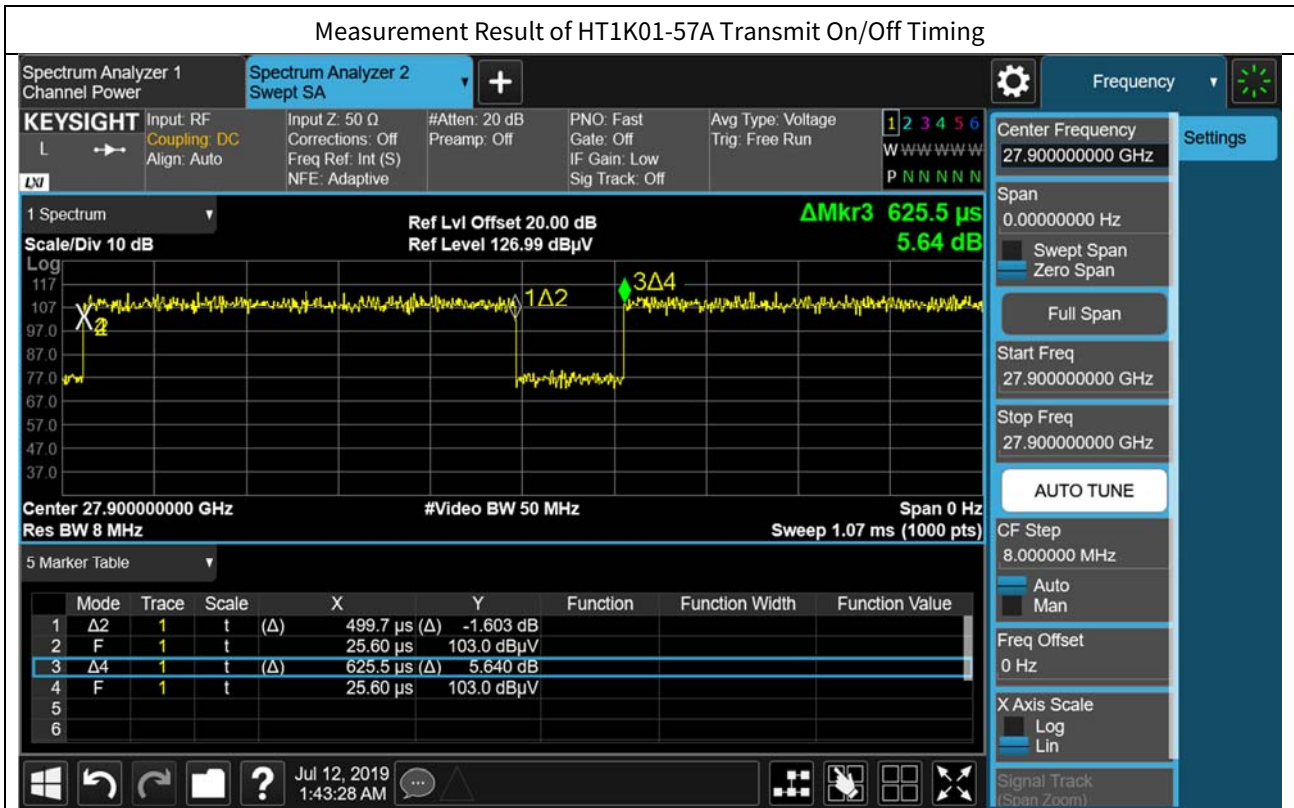 Measurement Result of HT1K01-57A Transmit On/Off Timing
Spectrum Analyzer 1
Channel Power
Spectrum Analyzer 2
Swept SA
Frequency
KEYSIGHT
L
LXI
Input: RF
Coupling: DC
Align: Auto
Input Z: 50 Ω
Corrections: Off
Freq Ref: Int (S)
NFE: Adaptive
#Atten: 20 dB
Preamp: Off
PNO: Fast
Gate: Off
IF Gain: Low
Sig Track: Off
Avg Type: Voltage
Trig: Free Run
1 2 3 4 5 6
W W W W W W
P N N N N N
1 Spectrum
Scale/Div 10 dB
Ref Lvl Offset 20.00 dB
Ref Level 126.99 dBµV
ΔMkr3 625.5 µs
5.64 dB
Log
117
107
97.0
87.0
77.0
67.0
57.0
47.0
37.0
1Δ2
3Δ4
Center 27.900000000 GHz
#Video BW 50 MHz
Span 0 Hz
Res BW 8 MHz
Sweep 1.07 ms (1000 pts)
5 Marker Table
Mode Trace Scale X Y Function Function Width Function Value
1 Δ2 1 t (Δ) 499.7 µs (Δ) -1.603 dB
2 F 1 t 25.60 µs 103.0 dBµV
3 Δ4 1 t (Δ) 625.5 µs (Δ) 5.640 dB
4 F 1 t 25.60 µs 103.0 dBµV
5
6
Jul 12, 2019
1:43:28 AM
Center Frequency
27.900000000 GHz
Settings
Span
0.00000000 Hz
Swept Span
Zero Span
Full Span
Start Freq
27.900000000 GHz
Stop Freq
27.900000000 GHz
AUTO TUNE
CF Step
8.000000 MHz
Auto
Man
Freq Offset
0 Hz
X Axis Scale
Log
Lin
Signal Track
(Span Zoom)